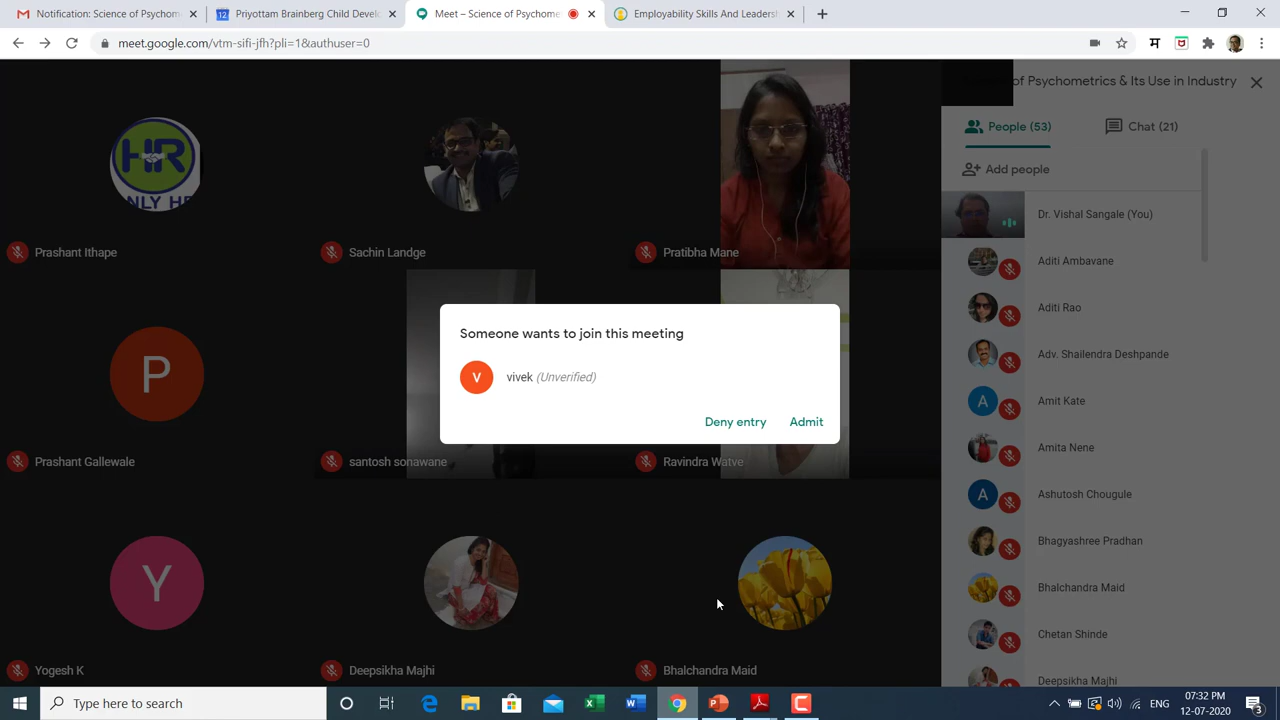 Notification - Science of Psychom
Priyottam Brainberg Child Devel
Meet – Science of Psychome
Employability Skills And Leaders
meet.google.com/vtm-sifi-jfh?pli=1&authuser=0
of Psychometrics & Its Use in Industry
People (53)
Chat (21)
Add people
Dr. Vishal Sangale (You)
Aditi Ambavane
Aditi Rao
Adv. Shailendra Deshpande
Amit Kate
Amita Nene
Ashutosh Chougule
Bhagyashree Pradhan
Bhalchandra Maid
Chetan Shinde
Deepsikha Majhi
HR
NLY HE
Prashant Ithape
Sachin Landge
Pratibha Mane
P
Prashant Gallewale
santosh sonawane
Ravindra Watve
Y
Yogesh K
Deepsikha Majhi
Bhalchandra Maid
Someone wants to join this meeting
V
vivek (Unverified)
Deny entry
Admit
Type here to search
ENG
07:32 PM
12-07-2020